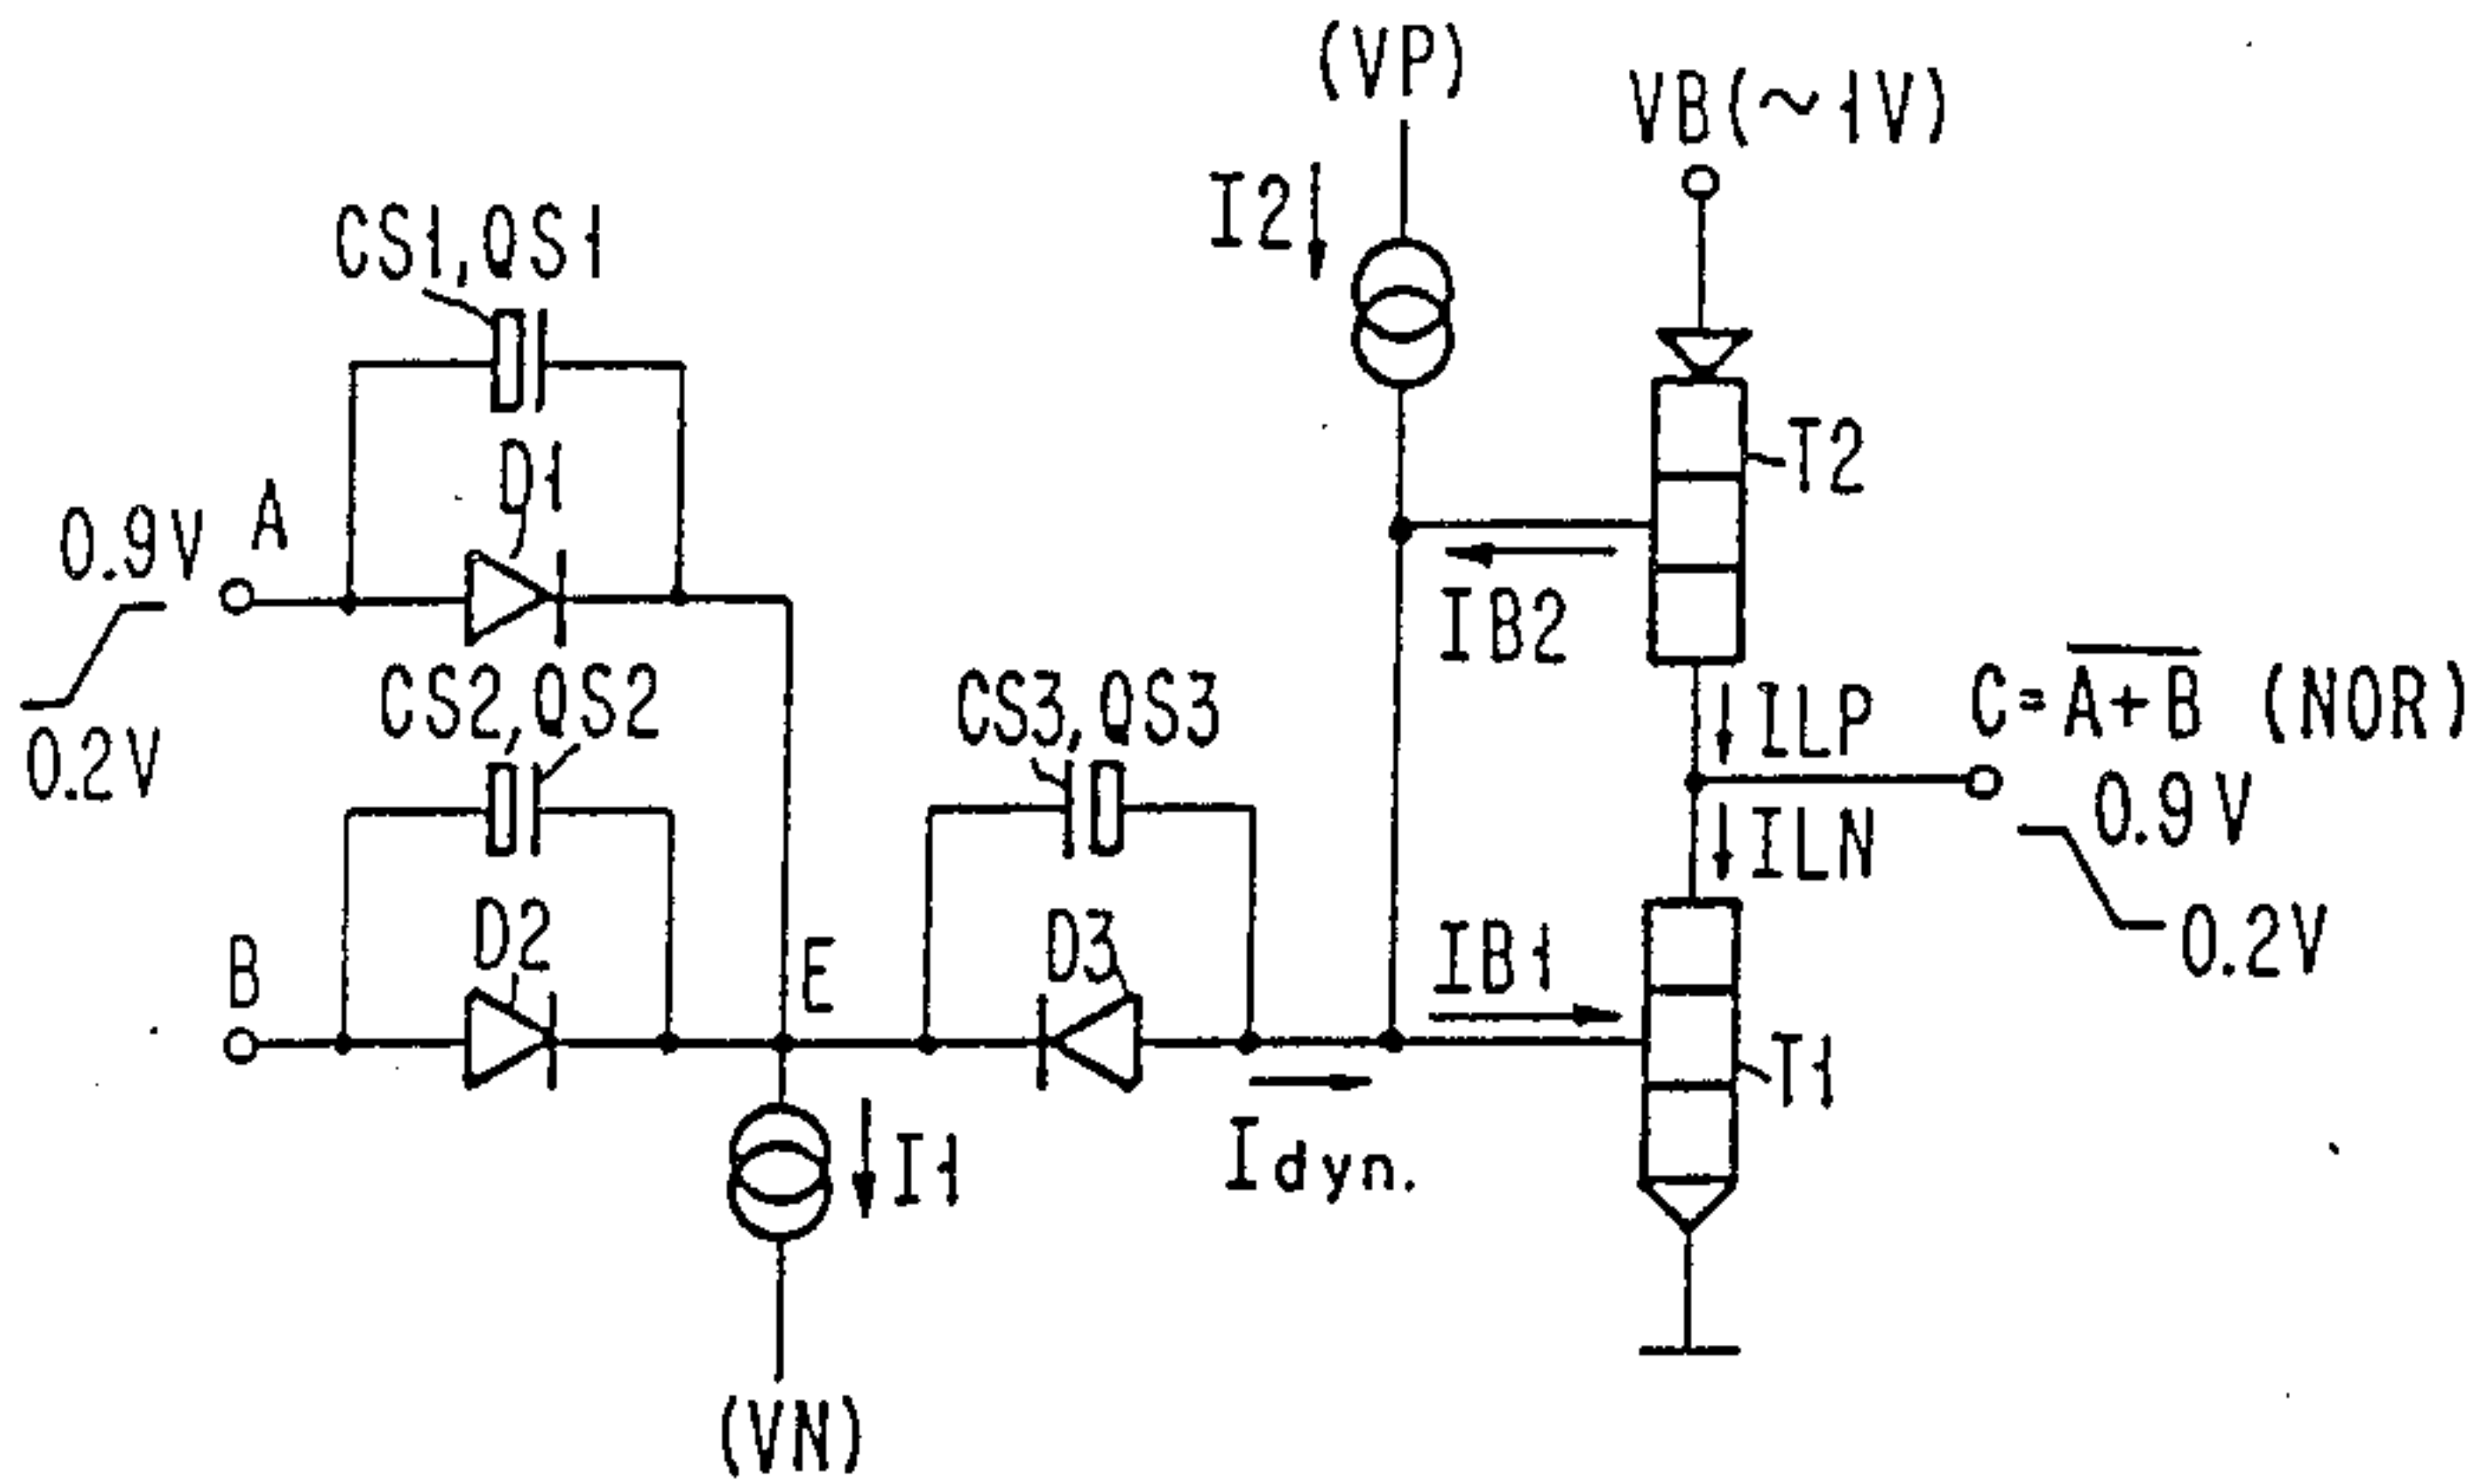 (VP)
VB(~1V)
I2
CS1,QS1
D1
T2
0.9V
A
IB2
0.2V
CS2,QS2
CS3,QS3
ILP
C=A+B (NOR)
0.9V
ILN
0.2V
B
D2
E
D3
IB1
T1
I1
Idyn.
(VN)